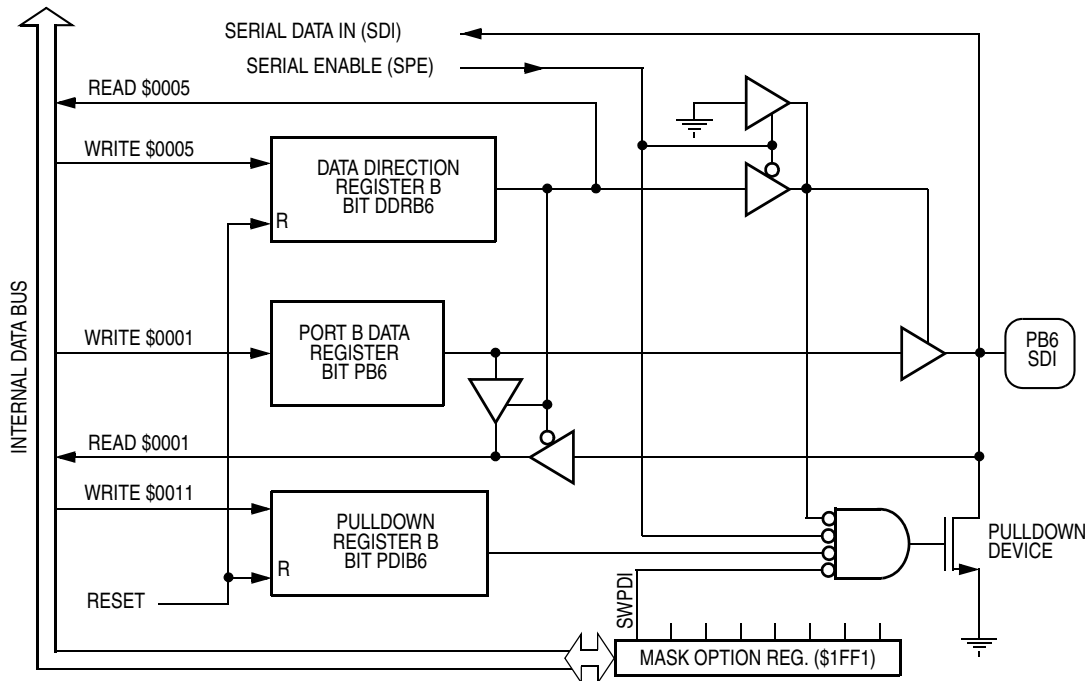 SERIAL DATA IN (SDI)
SERIAL ENABLE (SPE)
READ $0005
WRITE $0005
DATA DIRECTION
REGISTER B
BIT DDRB6
R
INTERNAL DATA BUS
WRITE $0001
PORT B DATA
REGISTER
BIT PB6
PB6
SDI
READ $0001
WRITE $0011
PULLDOWN
REGISTER B
BIT PDIB6
R
PULLDOWN
DEVICE
RESET
SWPDI
MASK OPTION REG. ($1FF1)